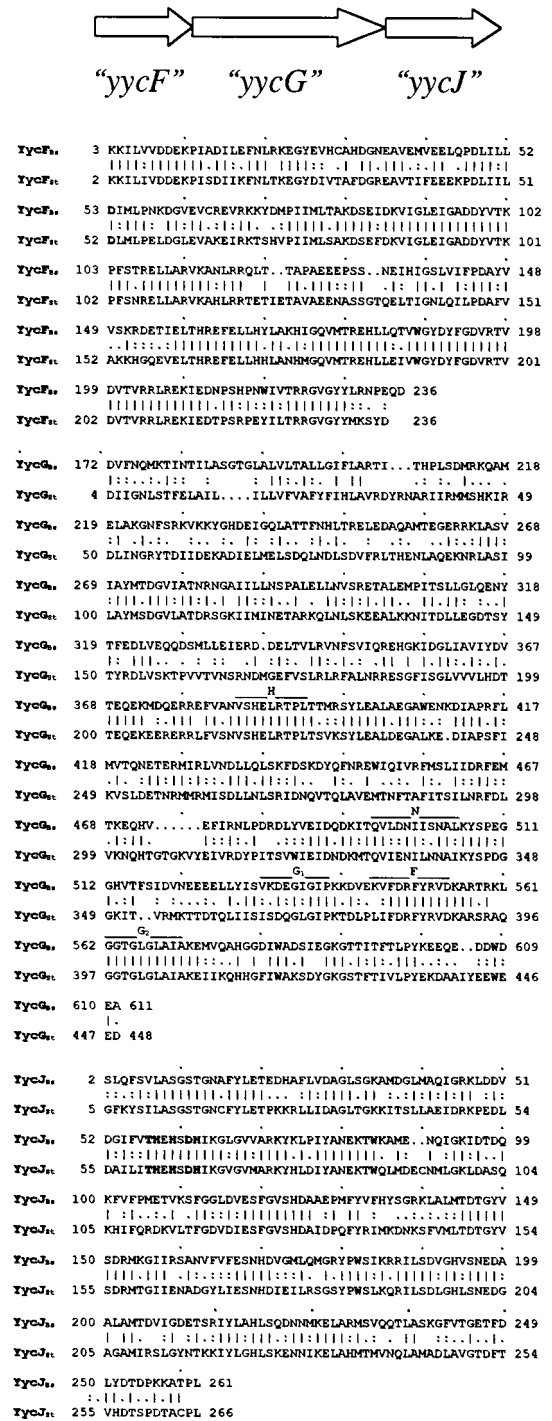 "yycF" "yycG" "yycJ"
YycFBs 3 KKILVVDDEKPIADILEFNLRKEGYEVHCAHDGNEAVEMVEELQPDLILL 52
YycFSt 2 KKILIVDDEKPISDIIKFNLTKEGYDIVTAFDGREAVTIFEEEKPDLIIL 51
YycFBs 53 DIMLPNKDGVEVCREVRKKYDMPIIMLTAKDSEIDKVIGLEIGADDYVTK 102
YycFSt 52 DLMLPELDGLEVAKEIRKTSHVPIIMLSAKDSEFDKVIGLEIGADDYVTK 101
YycFBs 103 PFSTRELLARVKANLRRQLT.TAPAEEEPSS..NEIHIGSLVIFPDAYV 148
YycFSt 102 PFSNRELLARVKAHLRRTETIETAVAEENASSGTQELTIGNLQILPDAFV 151
YycFBs 149 VSKRDETIELTHREFELLHYLAKHIGQVMTREHLLQTVWGYDYFGDVRTV 198
YycFSt 152 AKKHGQEVELTHREFELLHHLANHMGQVMTREHLLEIVWGYDYFGDVRTV 201
YycFBs 199 DVTVRRLREKIEDNPSHPNWIVTRRGVGYYLRNPEQD 236
YycFSt 202 DVTVRRLREKIEDTPSRPEYILTRRGVGYYMKSYD 236
YycGBs 172 DVFNQMKTINTILASGTGLALVLTALLGIFLARTI...THPLSDMRKQAM 218
YycGSt 4 DIIGNLSTFELAIL....ILLVFVAFYFIHLAVRDYRNARIIRMMSHKIR 49
YycGBs 219 ELAKGNFSRKVKKYGHDEIGQLATTFNHLTRELEDAQAMTEGERRKLASV 268
YycGSt 50 DLINGRYTDIIDEKADIELMELSDQLNDLSDVFRLTHENLAQEKNRLASI 99
YycGBs 269 IAYMTDGVIATNRNGAIILLNSPALELLNVSRETALEMPITSLLGLQENY 318
YycGSt 100 LAYMSDGVLATDRSGKIIMINETARKQLNLSKEEALKKNITDLLEGDTSY 149
YycGBs 319 TFEDLVEQQDSMLLEIERD.DELTVLRVNFSVIQREHGKIDGLIAVIYDV 367
YycGSt 150 TYRDLVSKTPVVTVNSRNDMGEFVSLRLRFALNRRESGFISGLVVVLHDT 199
H
YycGBs 368 TEQEKMDQERREFVANVSHELRTPLTTMRSYLEALAEGAWENKDIAPRFL 417
YycGSt 200 TEQEKEERERRLFVSNVSHELRTPLTSVKSYLEALDEGALKE.DIAPSFI 248
YycGBs 418 MVTQNETERMIRLVNDLLQLSKFDSKDYQFNREWIQIVRFMSLIIDRFEM 467
YycGSt 249 KVSLDETNRMMRMISDLLNLSRIDNQVTQLAVEMTNFTAFITSILNRFDL 298
N
YycGBs 468 TKEQHV......EFIRNLPDRDLYVEIDQDKITQVLDNIISNALKYSPEG 511
YycGSt 299 VKNQHTGTGKVYEIVRDYPITSVWIEIDNDKMTQVIENILNNAIKYSPDG 348
G1 F
YycGBs 512 GHVTFSIDVNEEEELLYISVKDEGIGIPKKDVEKVFDRFYRVDKARTRKL 561
YycGSt 349 GKIT..VRMKTTDTQLIISISDQGLGIPKTDLPLIFDRFYRVDKARSRAQ 396
G2
YycGBs 562 GGTGLGLAIAKEMVQAHGGDIWADSIEGKGTTITFTLPYKEEQE..DDWD 609
YycGSt 397 GGTGLGLAIAKEIIKQHHGFIWAKSDYGKGSTFTIVLPYEKDAAIYEEWE 446
YycGBs 610 EA 611
YycGSt 447 ED 448
YycJBs 2 SLQFSVLASGSTGNAFYLETEDHAFLVDAGLSGKAMDGLMAQIGRKLDDV 51
YycJSt 5 GFKYSILASGSTGNCFYLETPKKRLLIDAGLTGKKITSLLAEIDRKPEDL 54
YycJBs 52 DGIFVTHEHSDHIKGLGVVARKYKLPIYANEKTWKAME..NQIGKIDTDQ 99
YycJSt 55 DAILITHEHSDHIKGVGVMARKYHLDIYANEKTWQLMDECNMLGKLDASQ 104
YycJBs 100 KFVFPMETVKSFGGLDVESFGVSHDAAEPMFYVFHYSGRKLALMTDTGYV 149
YycJSt 105 KHIFQRDKVLTFGDVDIESFGVSHDAIDPQFYRIMKDNKSFVMLTDTGYV 154
YycJBs 150 SDRMKGIIRSANVFVFESNHDVGMLQMGRYPWSIKRRILSDVGHVSNEDA 199
YycJSt 155 SDRMTGIIENADGYLIESNHDIEILRSGSYPWSLKQRILSDLGHLSNEDG 204
YycJBs 200 ALAMTDVIGDETSRIYLAHLSQDNNMKELARMSVQQTLASKGFVTGETFD 249
YycJSt 205 AGAMIRSLGYNTKKIYLGHLSKENNIKELAHMTMVNQLAMADLAVGTDFT 254
YycJBs 250 LYDTDPKKATPL 261
YycJSt 255 VHDTSPDTACPL 266